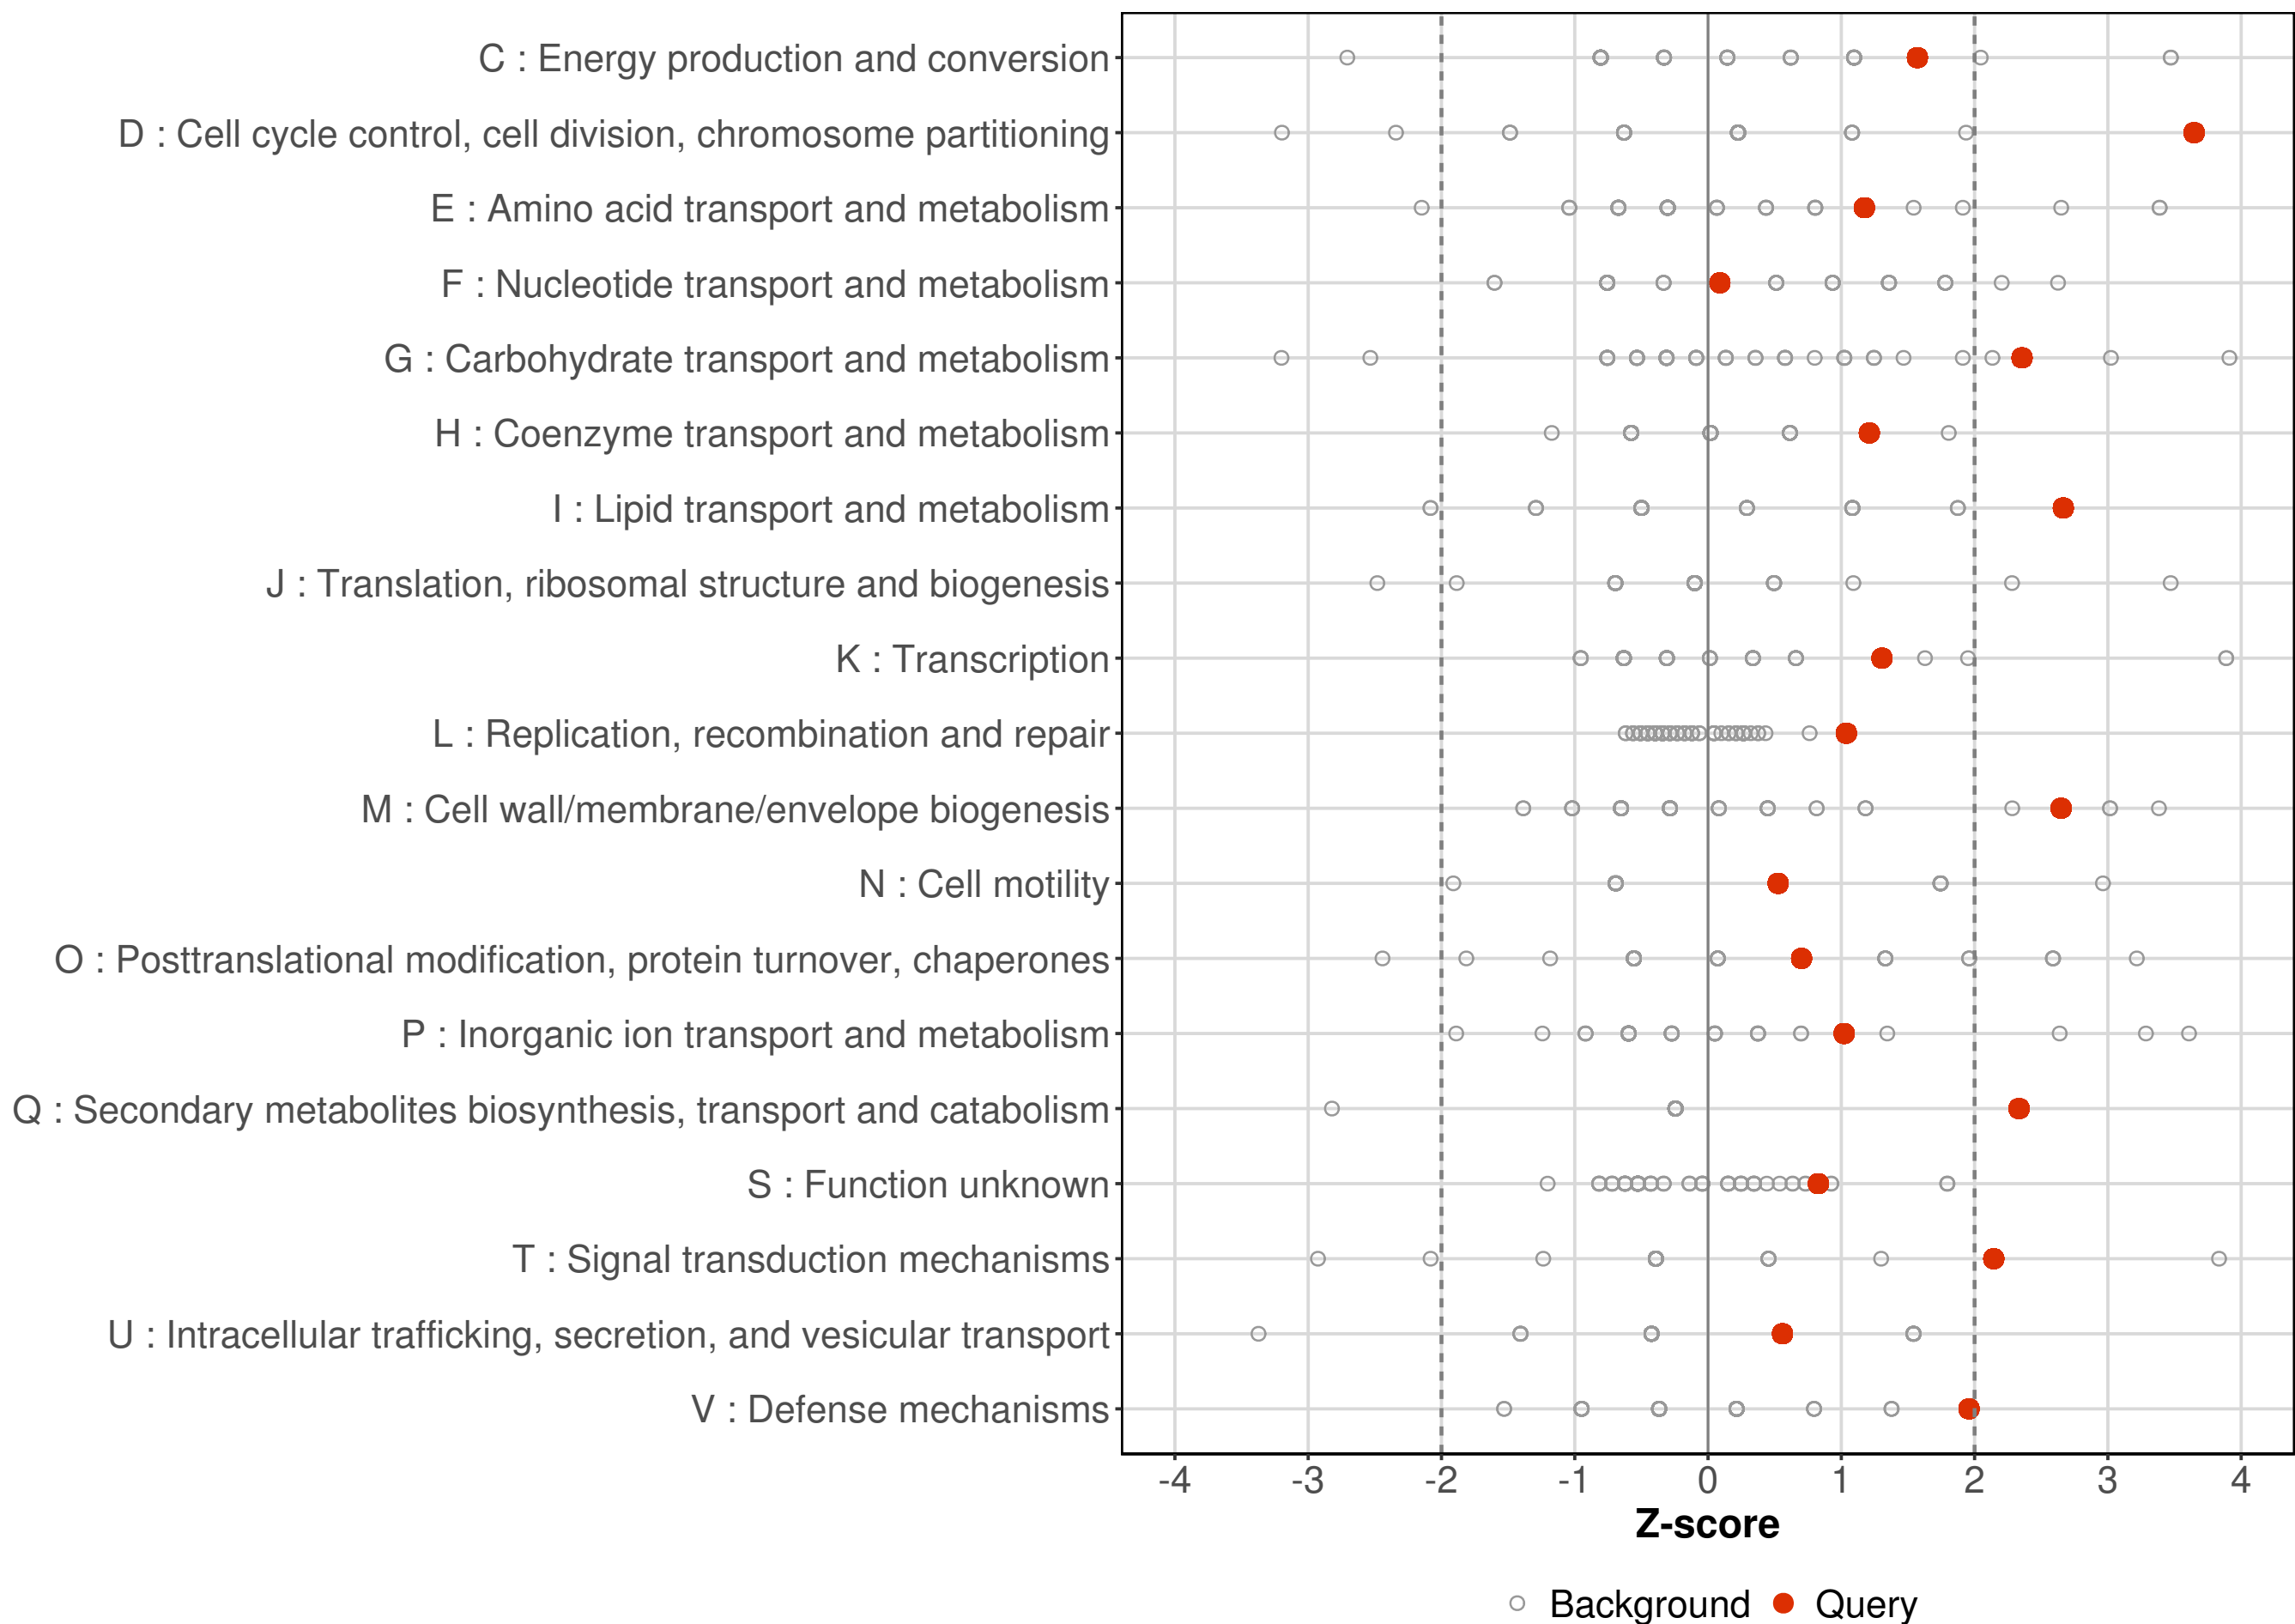 C : Energy production and conversion
D : Cell cycle control, cell division, chromosome partitioning
E : Amino acid transport and metabolism
F : Nucleotide transport and metabolism
G : Carbohydrate transport and metabolism
H : Coenzyme transport and metabolism
I : Lipid transport and metabolism
J : Translation, ribosomal structure and biogenesis
K : Transcription
L : Replication, recombination and repair
M : Cell wall/membrane/envelope biogenesis
N : Cell motility
O : Posttranslational modification, protein turnover, chaperones
P : Inorganic ion transport and metabolism
Q : Secondary metabolites biosynthesis, transport and catabolism
S : Function unknown
T : Signal transduction mechanisms
U : Intracellular trafficking, secretion, and vesicular transport
V : Defense mechanisms
-4 -3 -2 -1 0 1 2 3 4
Z-score
Background Query